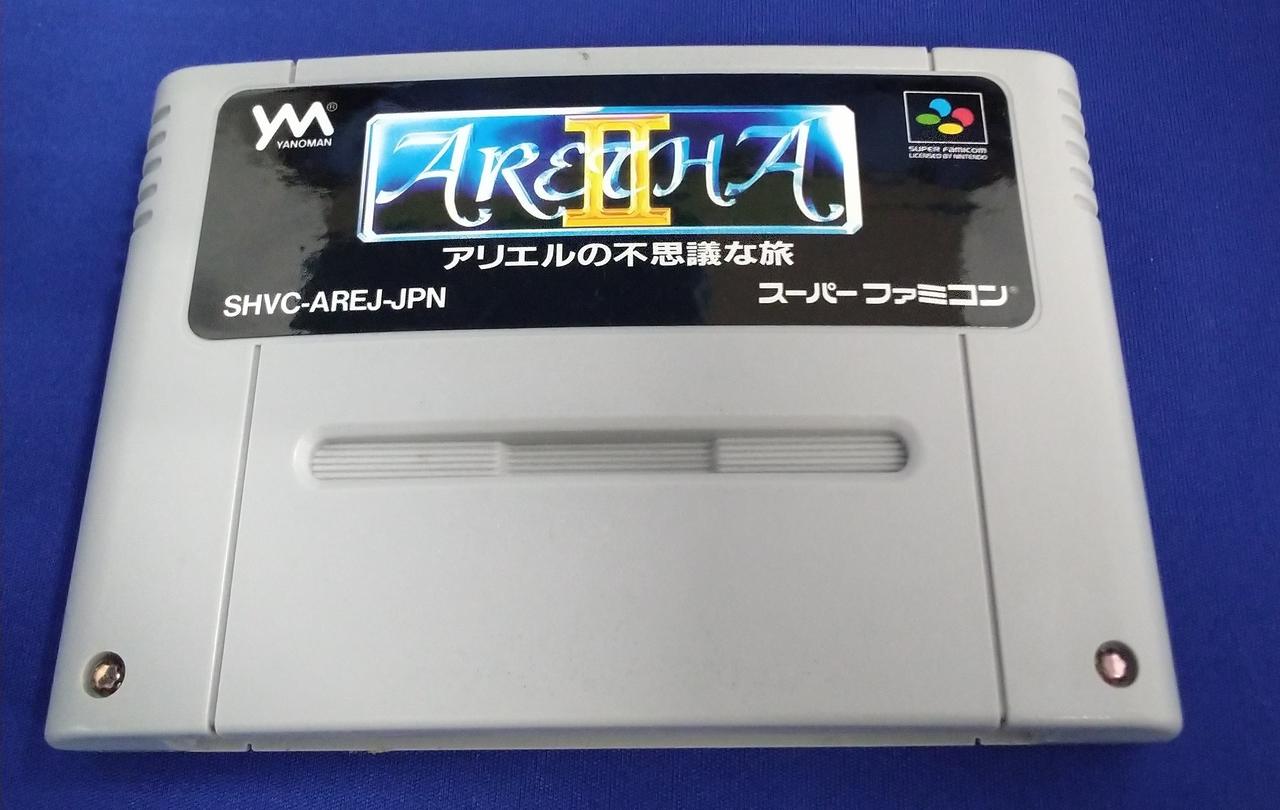 YM®
YANOMAN
ARETHA II
SUPER FAMICOM
LICENSED BY NINTENDO
アリエルの不思議な旅
SHVC-AREJ-JPN
スーパーファミコン®